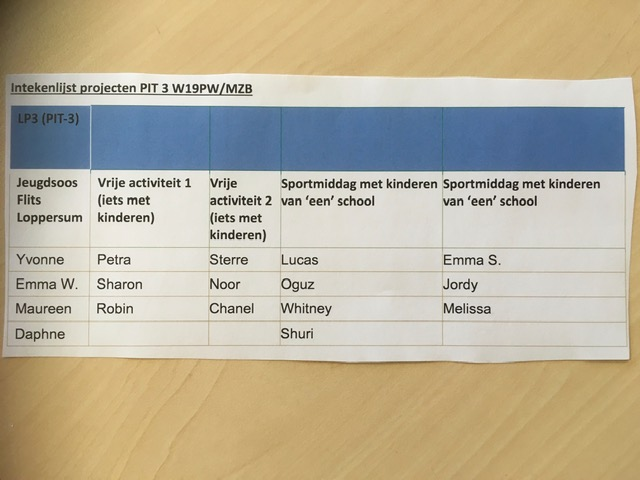 Intekenlijst projecten PIT 3 W19PW/MZB
LP3 (PIT-3)
Jeugdsoos Flits Loppersum
Vrije activiteit 1 (iets met kinderen)
Vrije activiteit 2 (iets met kinderen)
Sportmiddag met kinderen van ‘een’ school
Sportmiddag met kinderen van ‘een’ school
Yvonne Petra Sterre Lucas Emma S.
Emma W. Sharon Noor Oguz Jordy
Maureen Robin Chanel Whitney Melissa
Daphne Shuri